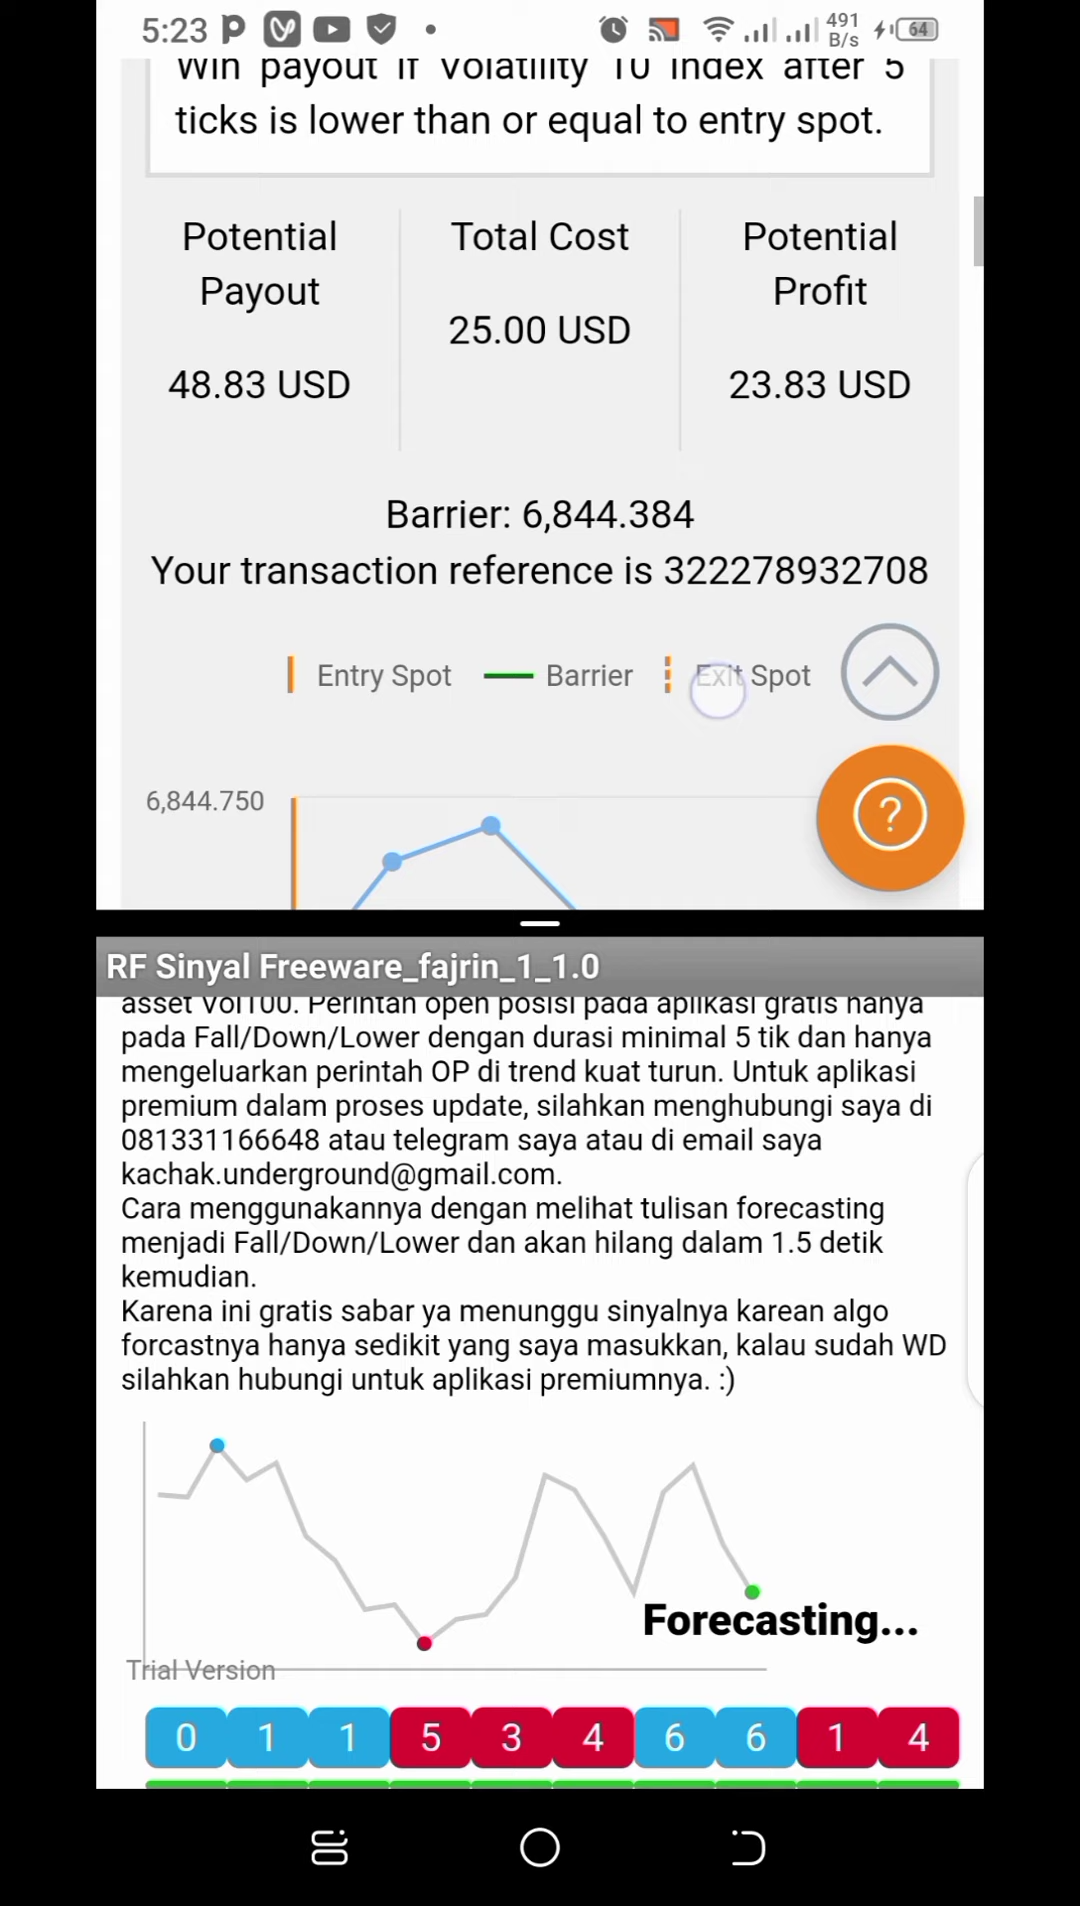 5:23
491
B/s
64
Win payout if Volatility 10 Index after 5
ticks is lower than or equal to entry spot.
Potential
Payout
48.83 USD
Total Cost
25.00 USD
Potential
Profit
23.83 USD
Barrier: 6,844.384
Your transaction reference is 322278932708
Entry Spot
Barrier
Exit Spot
?
6,844.750
RF Sinyal Freeware_fajrin_1_1.0
asset Vol100. Perintah open posisi pada aplikasi gratis hanya
pada Fall/Down/Lower dengan durasi minimal 5 tik dan hanya
mengeluarkan perintah OP di trend kuat turun. Untuk aplikasi
premium dalam proses update, silahkan menghubungi saya di
081331166648 atau telegram saya atau di email saya
kachak.underground@gmail.com.
Cara menggunakannya dengan melihat tulisan forecasting
menjadi Fall/Down/Lower dan akan hilang dalam 1.5 detik
kemudian.
Karena ini gratis sabar ya menunggu sinyalnya karean algo
forcastnya hanya sedikit yang saya masukkan, kalau sudah WD
silahkan hubungi untuk aplikasi premiumnya. :)
Forecasting...
Trial Version
0 1 1 5 3 4 6 6 1 4